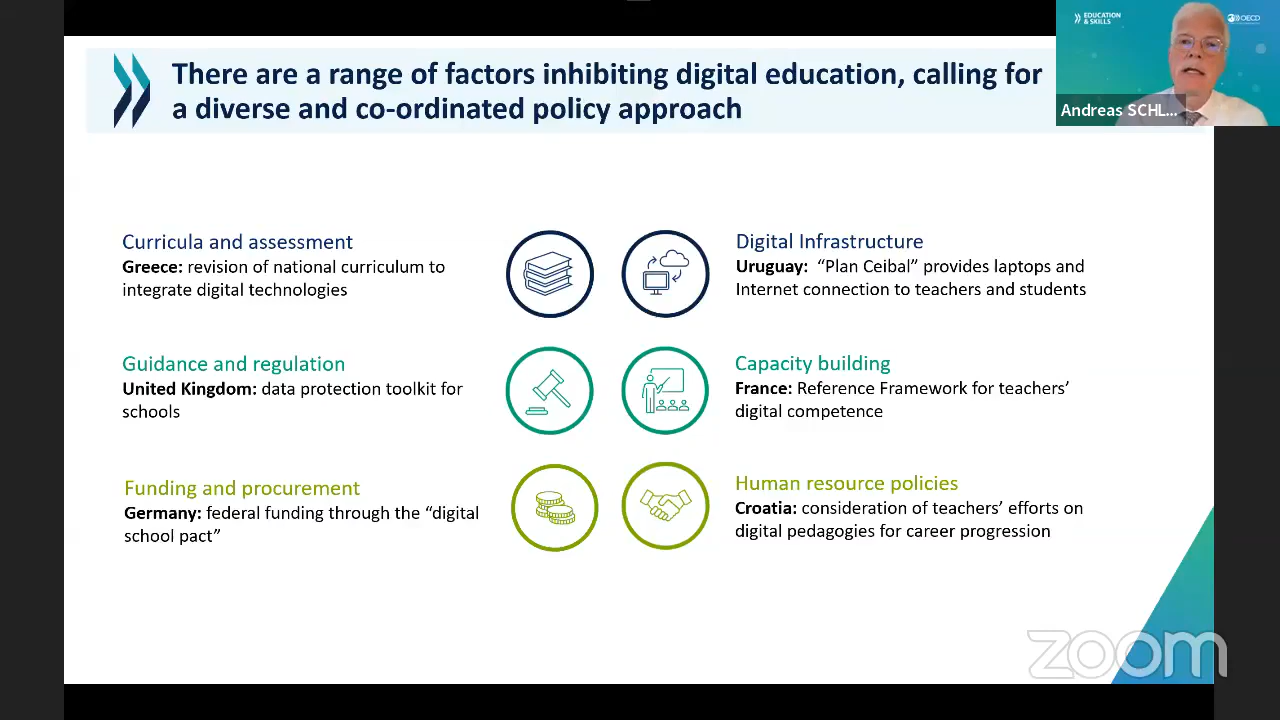 There are a range of factors inhibiting digital education, calling for
a diverse and co-ordinated policy approach
EDUCATION
& SKILLS
OECD
Andreas SCHL...
Curricula and assessment
Greece: revision of national curriculum to
integrate digital technologies
Digital Infrastructure
Uruguay: “Plan Ceibal” provides laptops and
Internet connection to teachers and students
Guidance and regulation
United Kingdom: data protection toolkit for
schools
Capacity building
France: Reference Framework for teachers’
digital competence
Funding and procurement
Germany: federal funding through the “digital
school pact”
Human resource policies
Croatia: consideration of teachers’ efforts on
digital pedagogies for career progression
zoom